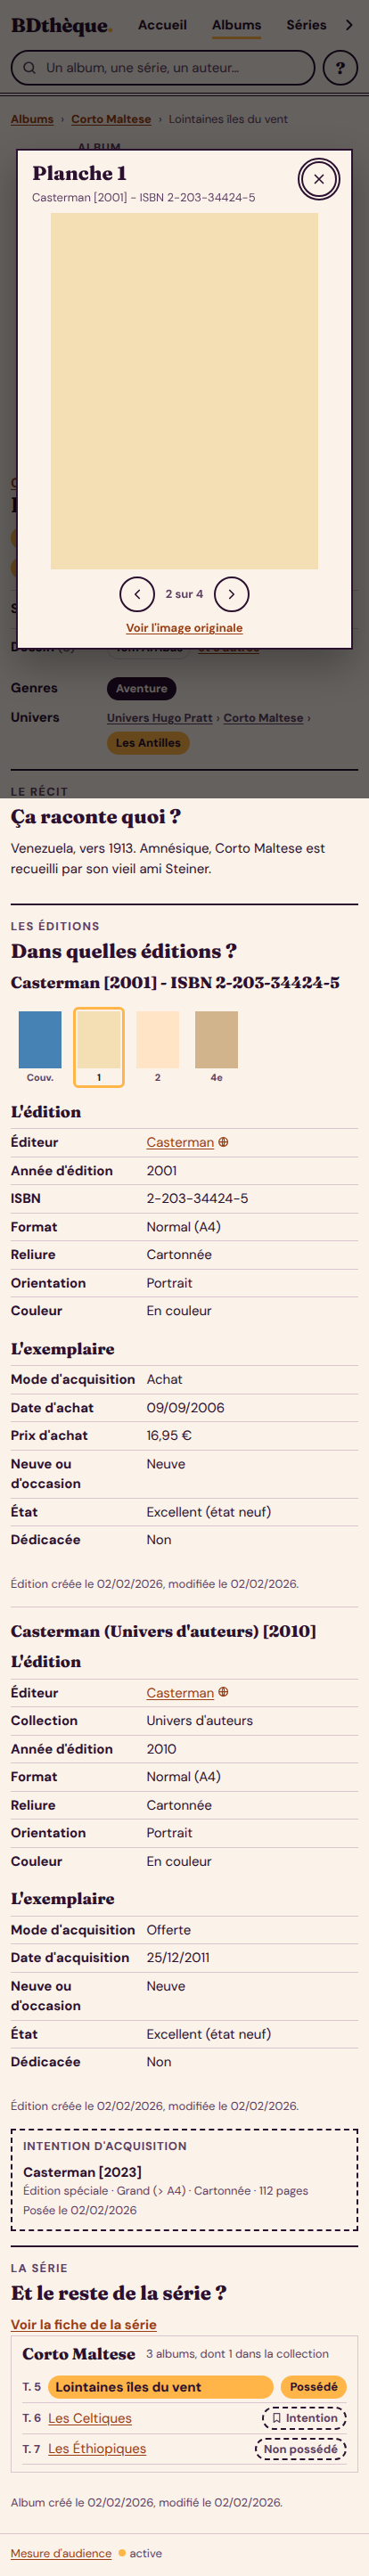 BDthèque.
Accueil
Albums
Séries
Un album, une série, un auteur...
?
Albums › Corto Maltese › Lointaines îles du vent
ALBUM
Planche 1
Casterman [2001] - ISBN 2-203-34424-5
2 sur 4
Voir l'image originale
Genres
Aventure
Univers
Univers Hugo Pratt › Corto Maltese ›
Les Antilles
LE RÉCIT
Ça raconte quoi ?
Venezuela, vers 1913. Amnésique, Corto Maltese est
recueilli par son vieil ami Steiner.
LES ÉDITIONS
Dans quelles éditions ?
Casterman [2001] - ISBN 2-203-34424-5
Couv.
1
2
4e
L'édition
Éditeur
Casterman
Année d'édition
2001
ISBN
2-203-34424-5
Format
Normal (A4)
Reliure
Cartonnée
Orientation
Portrait
Couleur
En couleur
L'exemplaire
Mode d'acquisition
Achat
Date d'achat
09/09/2006
Prix d'achat
16,95 €
Neuve ou
d'occasion
Neuve
État
Excellent (état neuf)
Dédicacée
Non
Édition créée le 02/02/2026, modifiée le 02/02/2026.
Casterman (Univers d'auteurs) [2010]
L'édition
Éditeur
Casterman
Collection
Univers d'auteurs
Année d'édition
2010
Format
Normal (A4)
Reliure
Cartonnée
Orientation
Portrait
Couleur
En couleur
L'exemplaire
Mode d'acquisition
Offerte
Date d'acquisition
25/12/2011
Neuve ou
d'occasion
Neuve
État
Excellent (état neuf)
Dédicacée
Non
Édition créée le 02/02/2026, modifiée le 02/02/2026.
INTENTION D'ACQUISITION
Casterman [2023]
Édition spéciale · Grand (> A4) · Cartonnée · 112 pages
Posée le 02/02/2026
LA SÉRIE
Et le reste de la série ?
Voir la fiche de la série
Corto Maltese
3 albums, dont 1 dans la collection
T. 5
Lointaines îles du vent
Possédé
T. 6
Les Celtiques
Intention
T. 7
Les Éthiopiques
Non possédé
Album créé le 02/02/2026, modifié le 02/02/2026.
Mesure d'audience
active